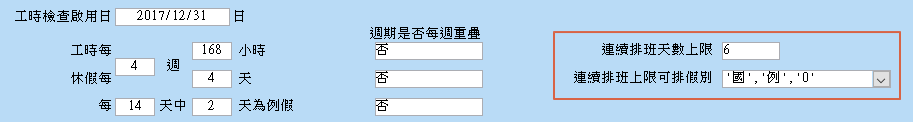 工時檢查啟用日 2017/12/31 日
週期是否每週重疊
工時每 168 小時 否 連續排班天數上限 6
4 週
休假每 4 天 否 連續排班上限可排假別 '國','例','0'
每 14 天中 2 天為例假 否